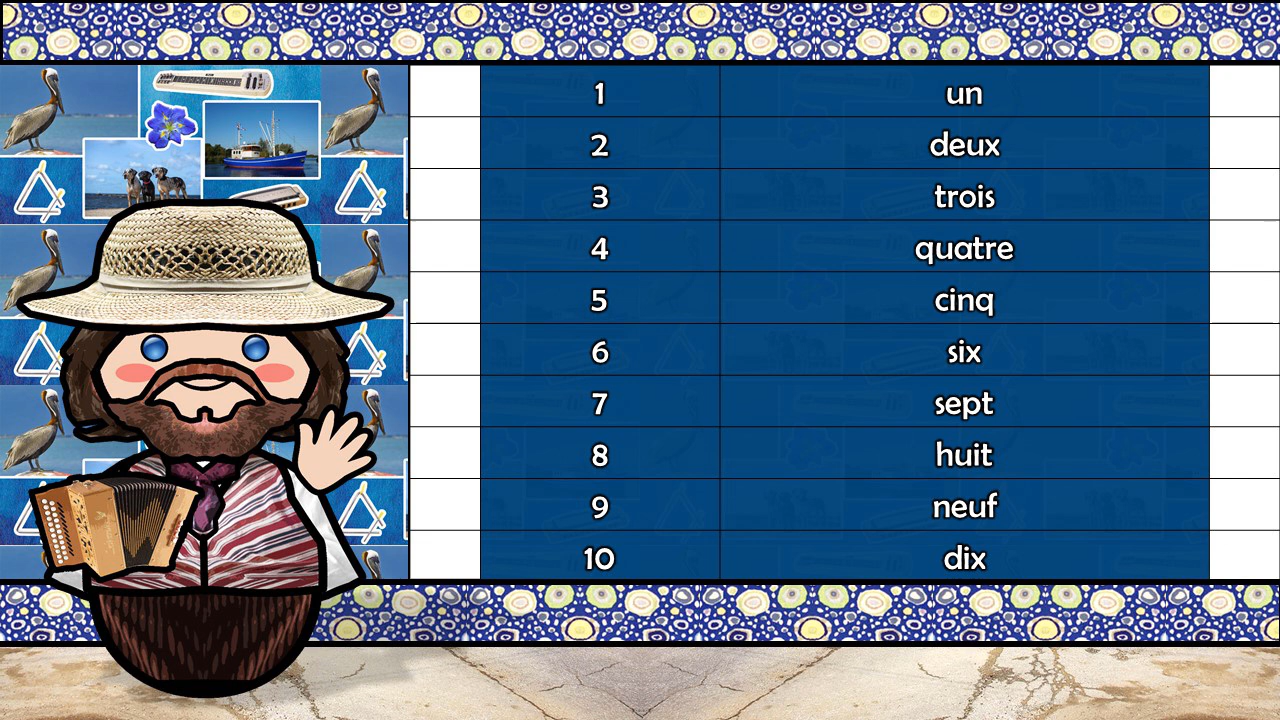 1 un
2 deux
3 trois
4 quatre
5 cinq
6 six
7 sept
8 huit
9 neuf
10 dix